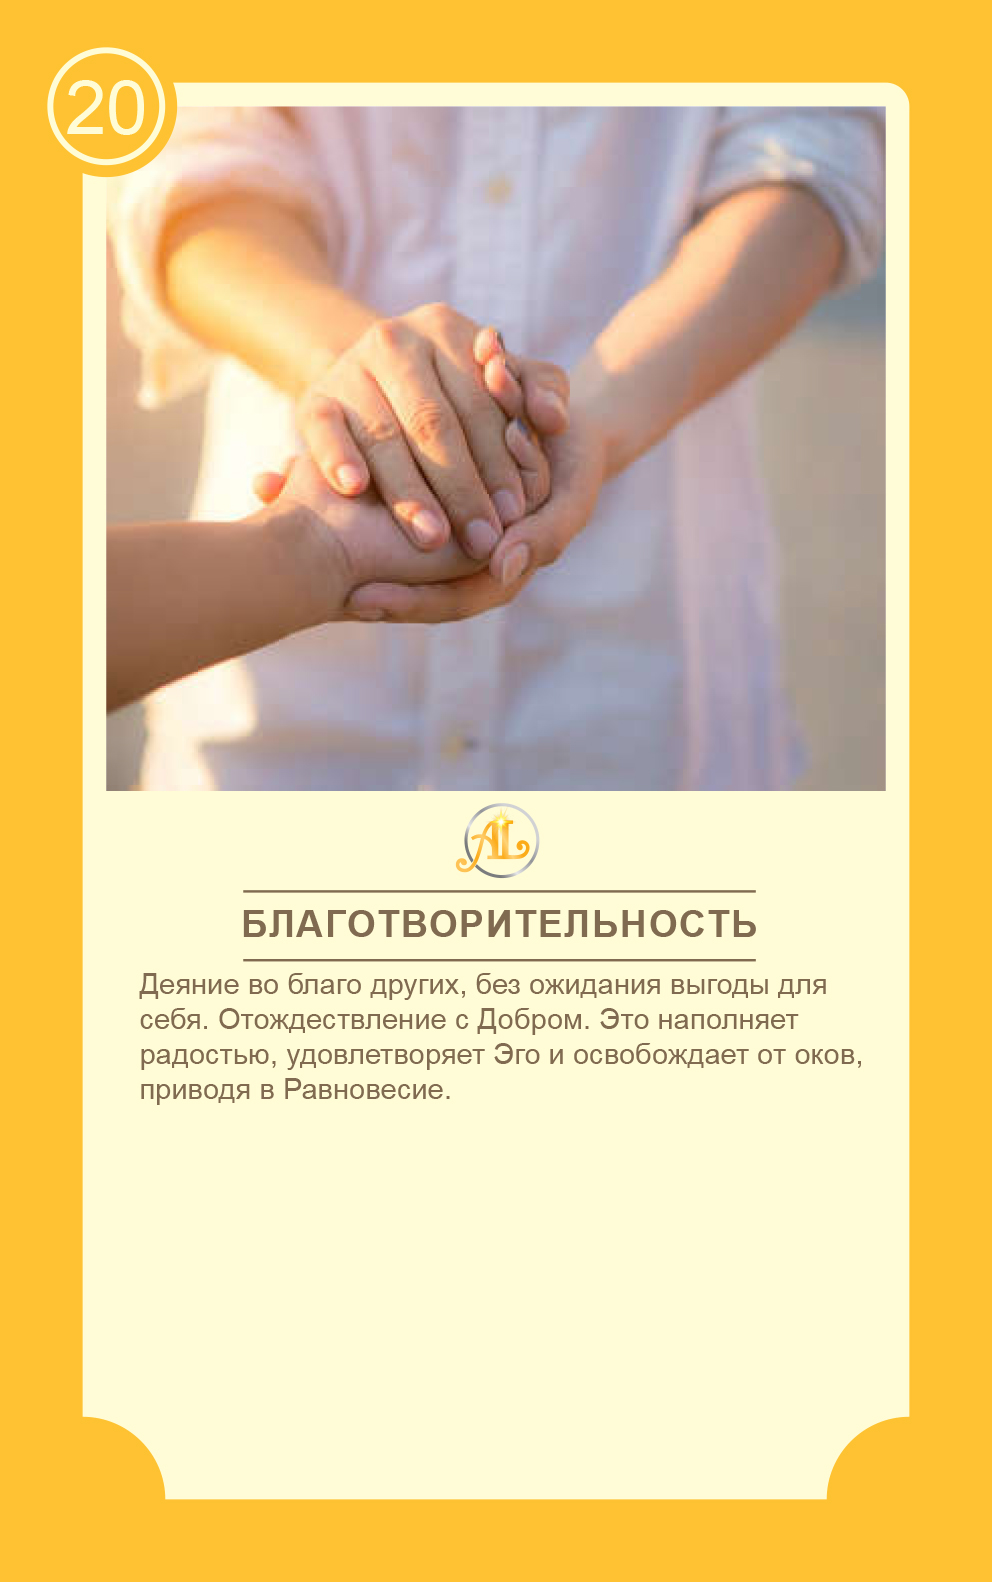 20
AL
БЛАГОТВОРИТЕЛЬНОСТЬ
Деяние во благо других, без ожидания выгоды для
себя. Отождествление с Добром. Это наполняет
радостью, удовлетворяет Эго и освобождает от оков,
приводя в Равновесие.